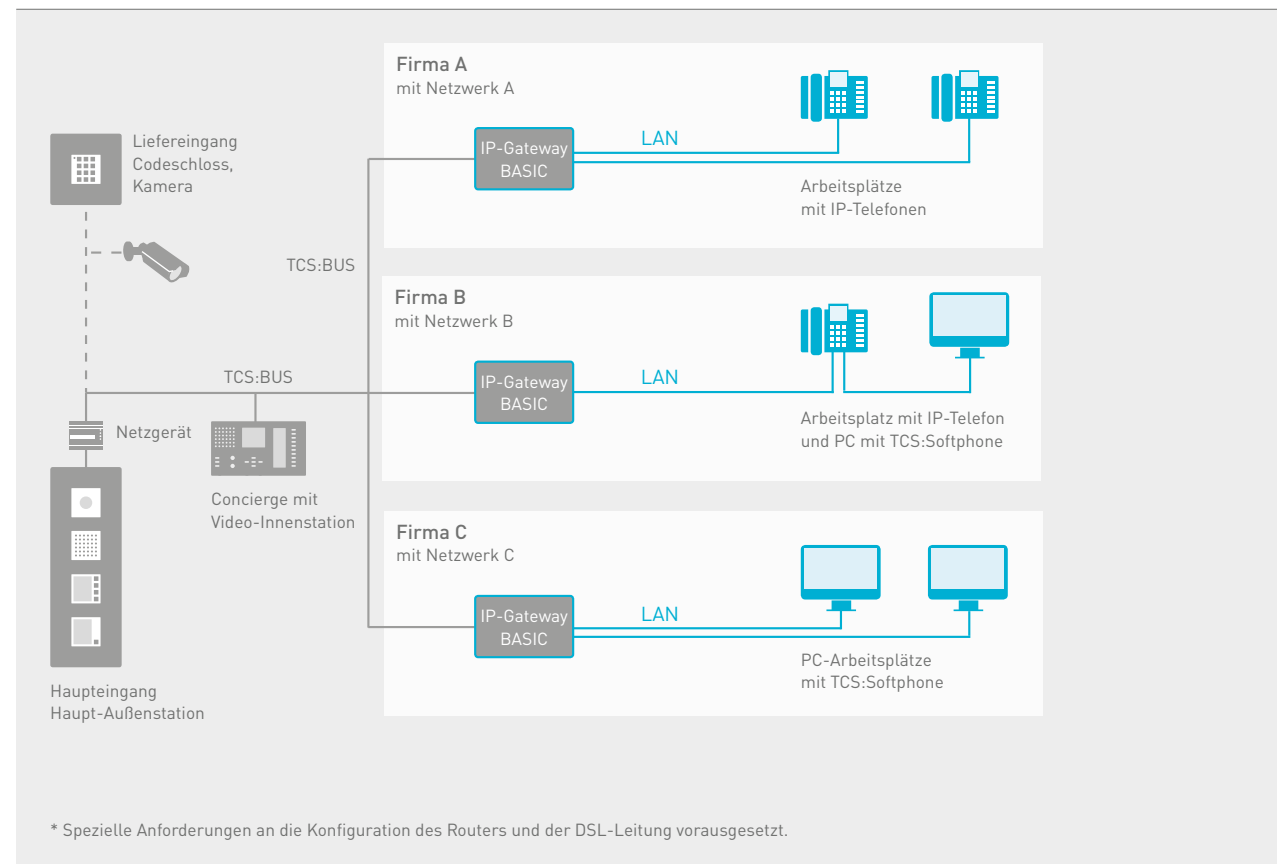 Firma A
mit Netzwerk A
IP-Gateway
BASIC
LAN
Arbeitsplätze
mit IP-Telefonen
Liefereingang
Codeschloss,
Kamera
TCS:BUS
Firma B
mit Netzwerk B
IP-Gateway
BASIC
LAN
Arbeitsplatz mit IP-Telefon
und PC mit TCS:Softphone
TCS:BUS
Netzgerät
Concierge mit
Video-Innenstation
Firma C
mit Netzwerk C
IP-Gateway
BASIC
LAN
PC-Arbeitsplätze
mit TCS:Softphone
Haupteingang
Haupt-Außenstation
* Spezielle Anforderungen an die Konfiguration des Routers und der DSL-Leitung vorausgesetzt.